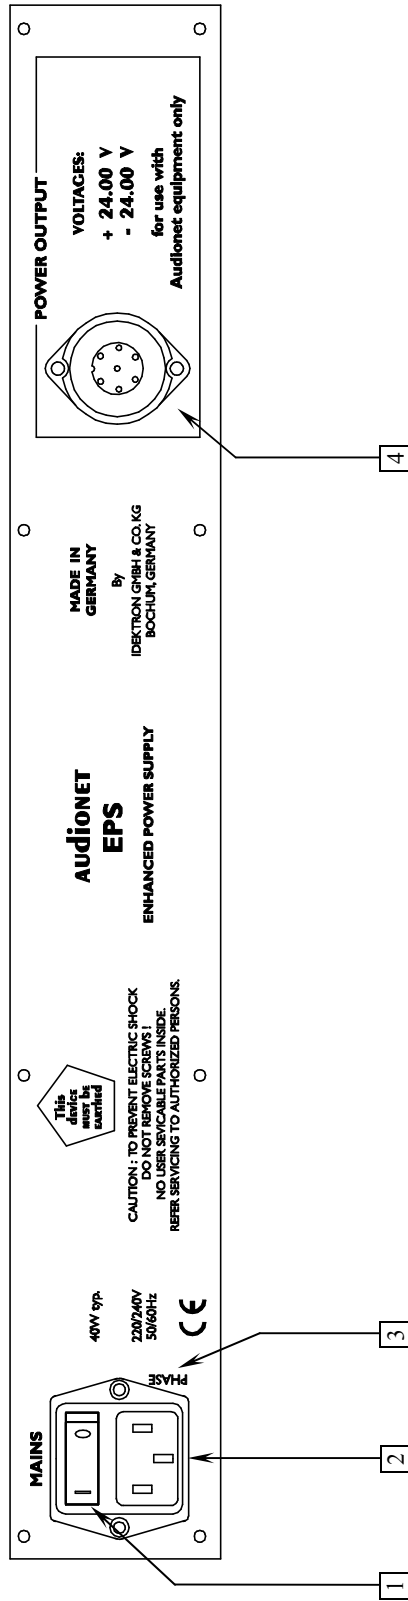 MAINS
PHASE
40W typ.
220/240V
50/60Hz
CE
This
device
MUST be
EARTHED
CAUTION : TO PREVENT ELECTRIC SHOCK
DO NOT REMOVE SCREWS !
NO USER SEVICABLE PARTS INSIDE.
REFER SERVICING TO AUTHORIZED PERSONS.
AUDIONET
EPS
ENHANCED POWER SUPPLY
MADE IN
GERMANY
By
IDEKTRON GMBH & CO. KG
BOCHUM, GERMANY
POWER OUTPUT
VOLTAGES:
+ 24.00 V
- 24.00 V
for use with
Audionet equipment only
1
2
3
4